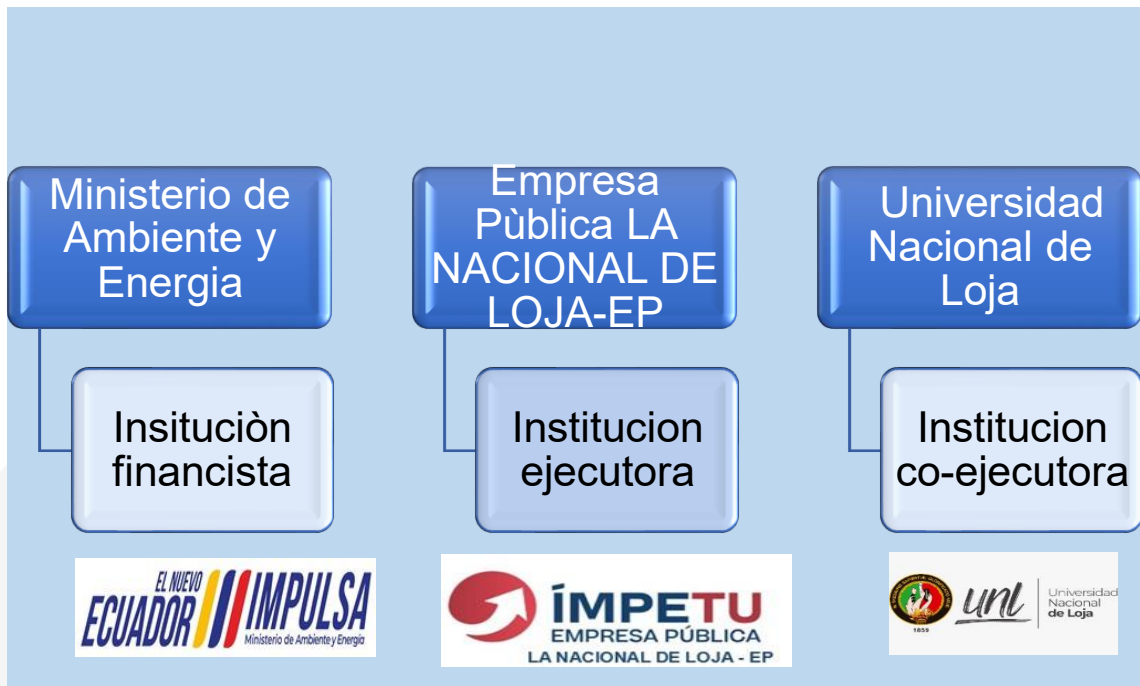 Ministerio de
Ambiente y
Energia
Empresa
Pùblica LA
NACIONAL DE
LOJA-EP
Universidad
Nacional de
Loja
Insituciòn
financista
Institucion
ejecutora
Institucion
co-ejecutora
EL NUEVO
ECUADOR IMPULSA
Ministerio de Ambiente y Energía
ÍMPETU
EMPRESA PÚBLICA
LA NACIONAL DE LOJA - EP
1859
unl
Universidad
Nacional
de Loja